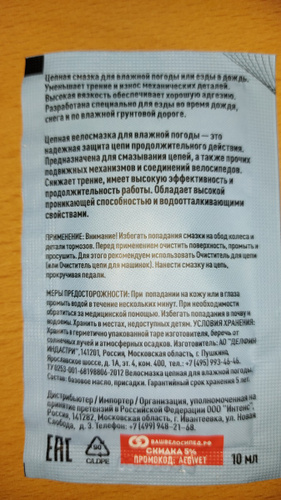 Цепная смазка для влажной погоды или езды в дождь.
Уменьшает трение и износ механических деталей.
Высокая вязкость обеспечивает хорошую адгезию.
Разработана специально для езды во время дождя,
снега и по влажной грунтовой дороге.
Цепная велосмазка для влажной погоды — это
надежная защита цепи продолжительного действия.
Предназначена для смазывания цепей, а также прочих
подвижных механизмов и соединений велосипедов.
Снижает трение, имеет высокую эффективность и
продолжительность работы. Обладает высокой
проникающей способностью и водоотталкивающими
свойствами.
ПРИМЕНЕНИЕ: Внимание! Избегать попадания смазки на обод колеса и
детали тормозов. Перед применением очистить поверхность, промыть и
просушить. Для этого рекомендуем использовать Очиститель для цепи
(или Очиститель цепи для машинок). Нанести смазку на цепь,
прокручивая педали.
МЕРЫ ПРЕДОСТОРОЖНОСТИ: При попадании на кожу или в глаза
промыть водой в течение нескольких минут. При необходимости
обратиться за медицинской помощью. Избегать попадания в почву и
водоемы. Хранить в местах, недоступных детям. УСЛОВИЯ ХРАНЕНИЯ:
Хранить в герметично упакованной таре изготовителя, беречь от
солнечных лучей и атмосферных осадков. Изготовитель: АО "ДЕЛФИН
ИНДАСТРИ", 141201, Россия, Московская область, г. Пушкино,
Ярославское шоссе, д. 1А, эт. 4, ком. 400, тел.: +7 (495) 993-46-46.
ТУ 0253-001-68198806-2012 Велосмазка цепная для влажной погоды.
Состав: базовое масло, присадки. Гарантийный срок хранения 5 лет.
Дистрибьютер / Импортер / Организация, уполномоченная на
принятие претензий в Российской Федерации ООО "Интенс",
Россия, 147282, Московская область, г. Ивантеевка, ул. Новая
Слобода, д. 3. Телефон: +7 (499) 948-21-68.
EAC
C/LDPE
ВАШВЕЛОСИПЕД.РФ
СКИДКА 5%
ПРОМОКОД:
10 мл